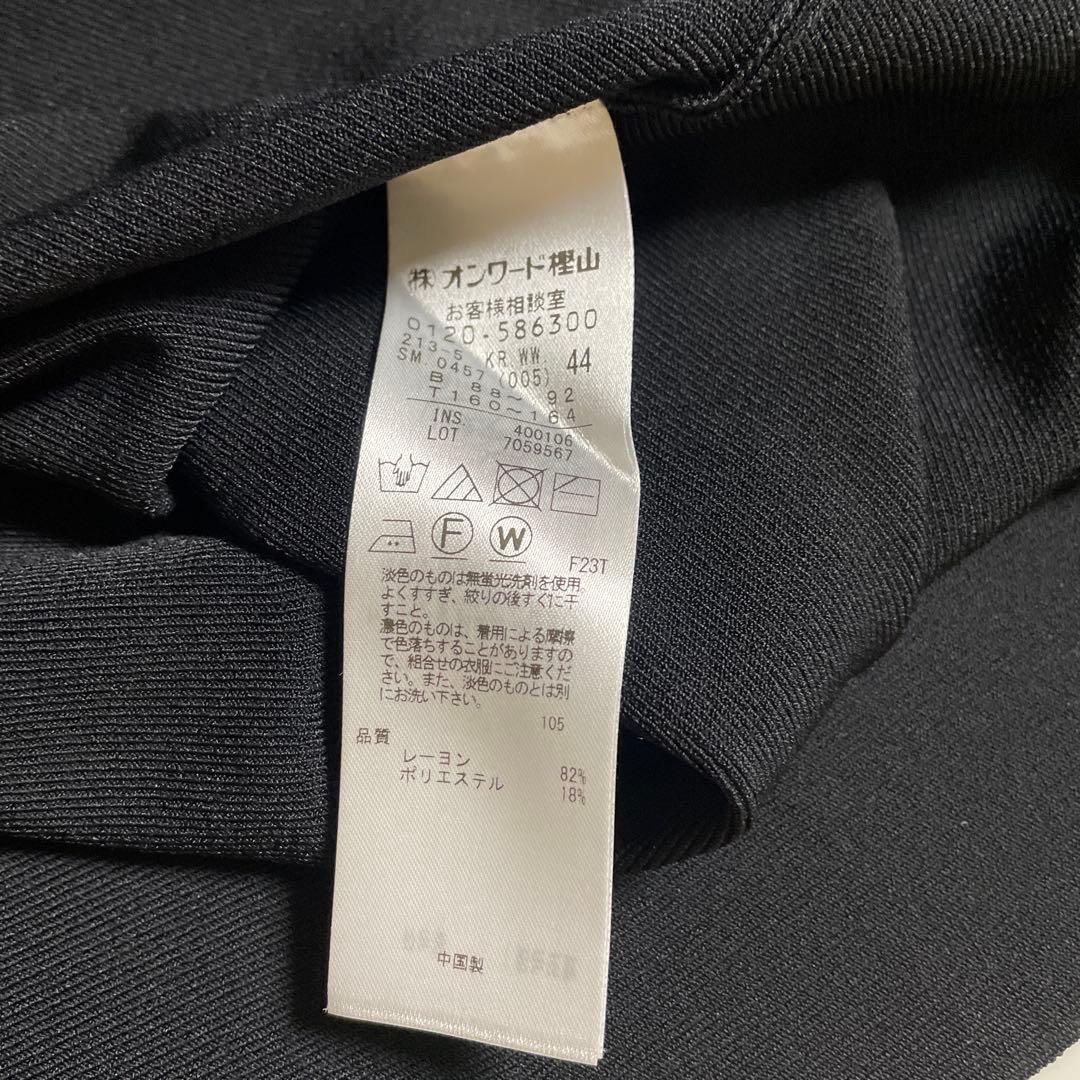 ㈱オンワード樫山
お客様相談室
0120-586300
213-5 KR.WW. 44
SM 0457 (005)
B 88～92
T160～164
INS. 400106
LOT 7059567
F W
F23T
淡色のものは無蛍光洗剤を使用
よくすすぎ、絞りの後すぐに干
すこと。
濃色のものは、着用による摩擦
で色落ちすることがありますの
で、組合せの衣服にご注意くだ
さい。また、淡色のものとは別
にお洗い下さい。
105
品質
レーヨン 82%
ポリエステル 18%
中国製